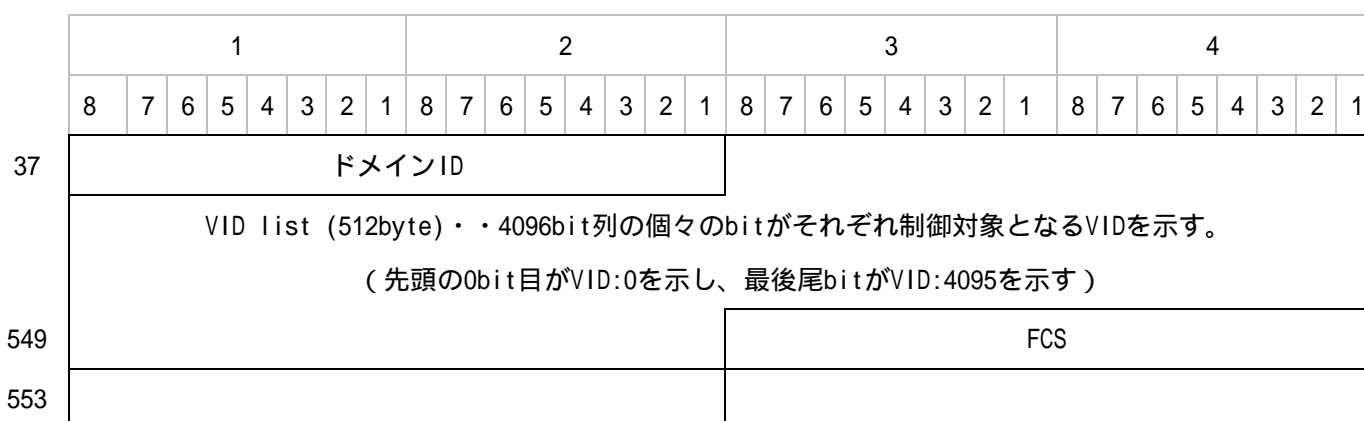 1 2 3 4
8 7 6 5 4 3 2 1 8 7 6 5 4 3 2 1 8 7 6 5 4 3 2 1 8 7 6 5 4 3 2 1
37 ドメインID
VID list (512byte)・・4096bit列の個々のbitがそれぞれ制御対象となるVIDを示す。
(先頭の0bit目がVID:0を示し、最後尾bitがVID:4095を示す)
549 FCS
553